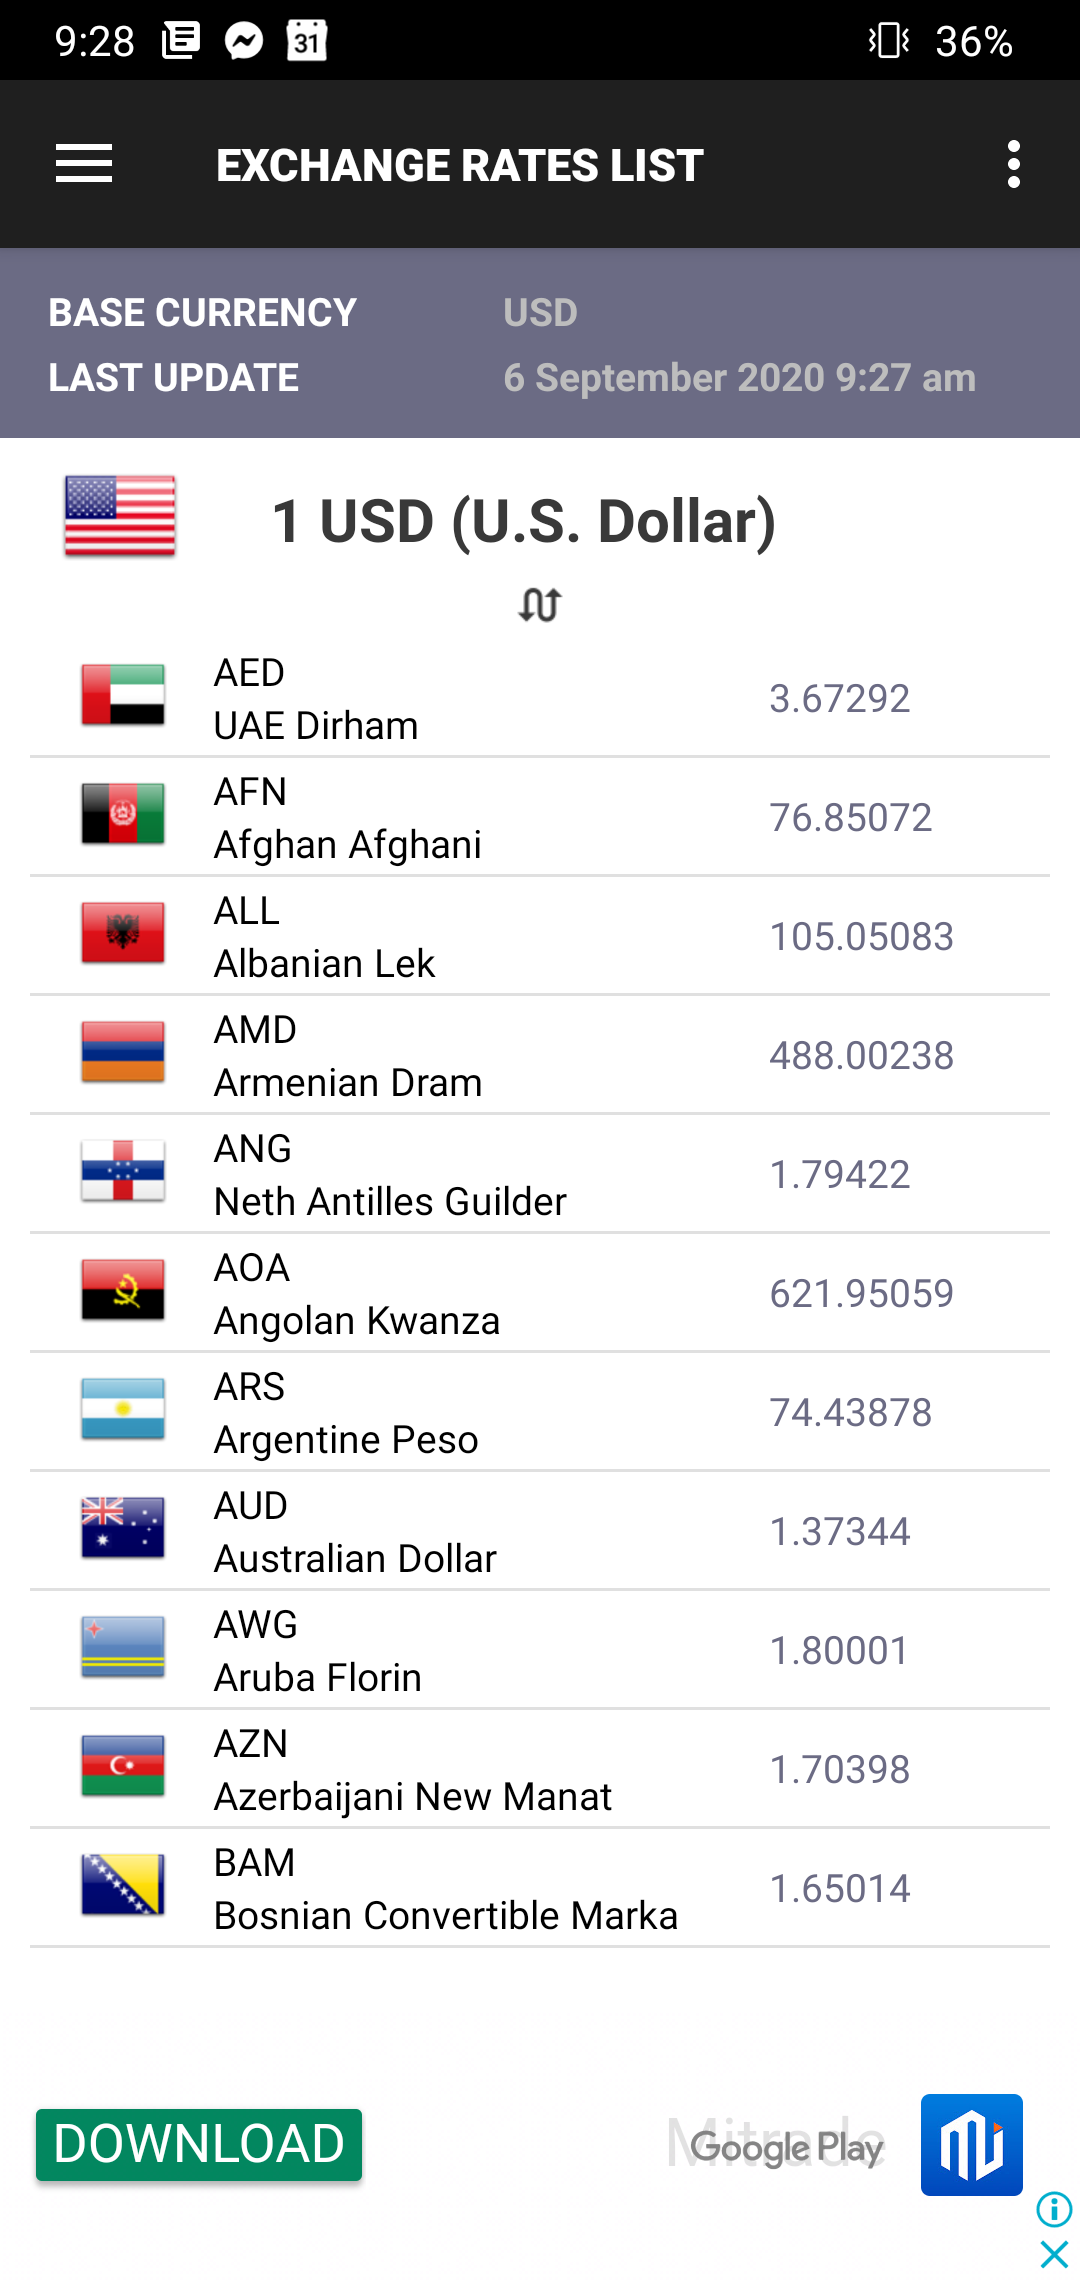 9:28
31
36%
EXCHANGE RATES LIST
BASE CURRENCY USD
LAST UPDATE 6 September 2020 9:27 am
1 USD (U.S. Dollar)
AED
UAE Dirham
3.67292
AFN
Afghan Afghani
76.85072
ALL
Albanian Lek
105.05083
AMD
Armenian Dram
488.00238
ANG
Neth Antilles Guilder
1.79422
AOA
Angolan Kwanza
621.95059
ARS
Argentine Peso
74.43878
AUD
Australian Dollar
1.37344
AWG
Aruba Florin
1.80001
AZN
Azerbaijani New Manat
1.70398
BAM
Bosnian Convertible Marka
1.65014
DOWNLOAD
Mitrade
Google Play